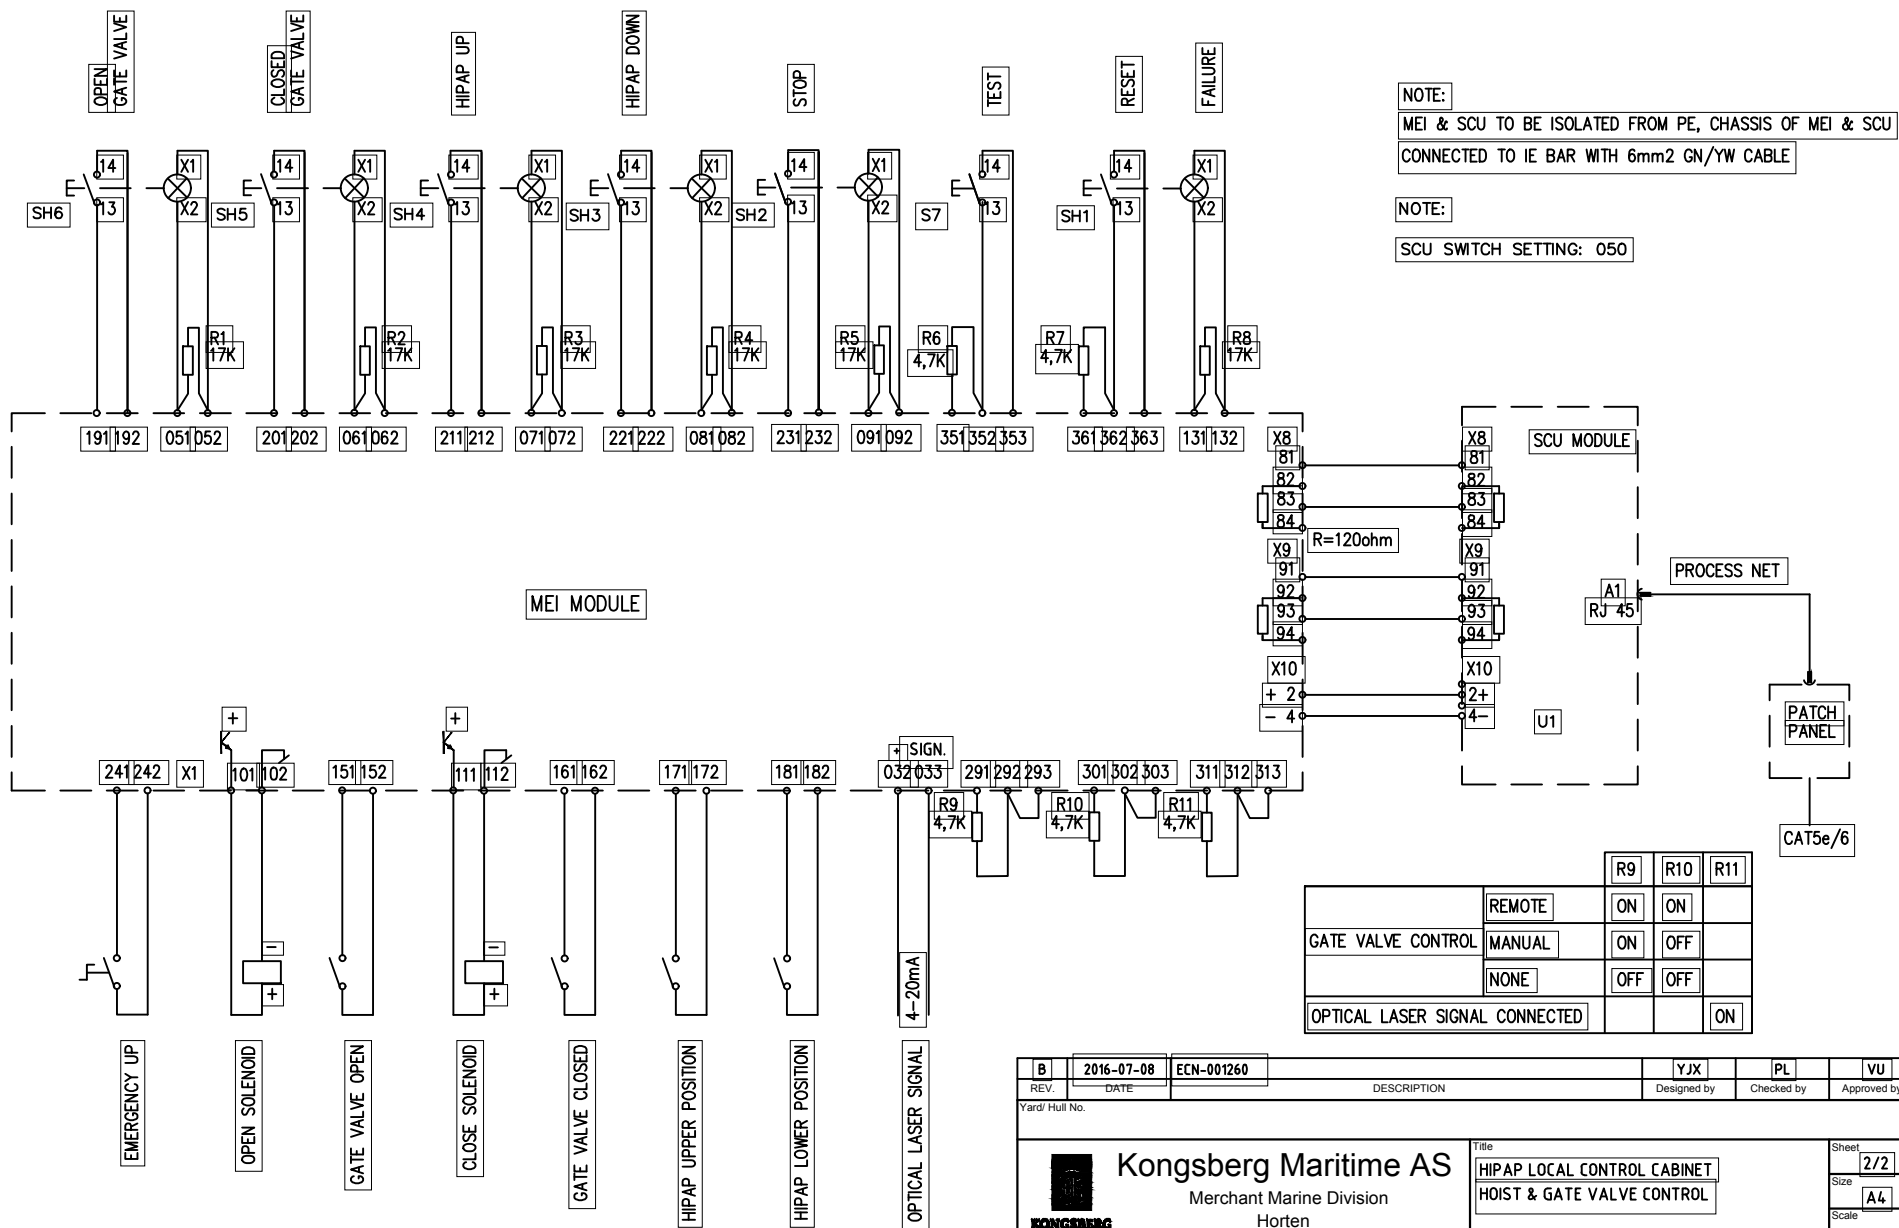 OPEN
GATE VALVE
CLOSED
GATE VALVE
HIPAP UP
HIPAP DOWN
STOP
TEST
RESET
FAILURE
NOTE:
MEI & SCU TO BE ISOLATED FROM PE, CHASSIS OF MEI & SCU
CONNECTED TO IE BAR WITH 6mm2 GN/YW CABLE
NOTE:
SCU SWITCH SETTING: 050
14 X1 14 X1 14 X1 14 X1 14 X1 14 14 X1
13 X2 13 X2 13 X2 13 X2 13 X2 13 13 X2
SH6 SH5 SH4 SH3 SH2 S7 SH1
R1 R2 R3 R4 R5 R6 R7 R8
17K 17K 17K 17K 17K 4,7K 4,7K 17K
191 192 051 052 201 202 061 062 211 212 071 072 221 222 081 082 231 232 091 092 351 352 353 361 362 363 131 132
X8
81
82
83
84
R=120ohm
X9
91
92
93
94
X10
+ 2
- 4
X8
81
82
83
84
X9
91
92
93
94
X10
2+
4-
SCU MODULE
A1
RJ 45
U1
PROCESS NET
PATCH
PANEL
CAT5e/6
MEI MODULE
+ + + SIGN.
241 242 X1 101 102 151 152 111 112 161 162 171 172 181 182 032 033 291 292 293 301 302 303 311 312 313
R9 R10 R11
4,7K 4,7K 4,7K
- -
+ +
4-20mA
EMERGENCY UP
OPEN SOLENOID
GATE VALVE OPEN
CLOSE SOLENOID
GATE VALVE CLOSED
HIPAP UPPER POSITION
HIPAP LOWER POSITION
OPTICAL LASER SIGNAL
R9 R10 R11
REMOTE ON ON
GATE VALVE CONTROL MANUAL ON OFF
NONE OFF OFF
OPTICAL LASER SIGNAL CONNECTED ON
B 2016-07-08 ECN-001260 YJX PL VU
REV. DATE DESCRIPTION Designed by Checked by Approved by
Yard/ Hull No.
KONGSBERG
Kongsberg Maritime AS
Merchant Marine Division
Horten
Title
HIPAP LOCAL CONTROL CABINET
HOIST & GATE VALVE CONTROL
Sheet
2/2
Size
A4
Scale